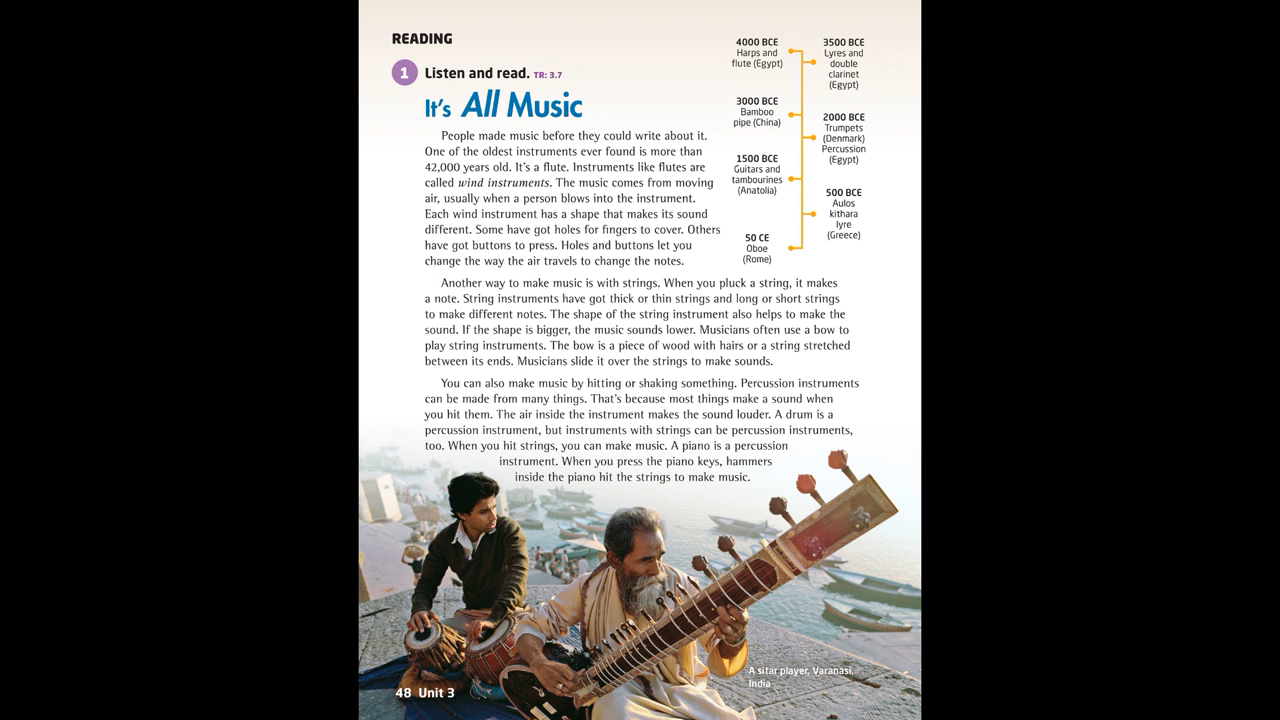 READING
1 Listen and read. TR: 3.7
It's All Music
People made music before they could write about it.
One of the oldest instruments ever found is more than
42,000 years old. It's a flute. Instruments like flutes are
called wind instruments. The music comes from moving
air, usually when a person blows into the instrument.
Each wind instrument has a shape that makes its sound
different. Some have got holes for fingers to cover. Others
have got buttons to press. Holes and buttons let you
change the way the air travels to change the notes.
4000 BCE
Harps and
flute (Egypt)
3500 BCE
Lyres and
double
clarinet
(Egypt)
3000 BCE
Bamboo
pipe (China)
2000 BCE
Trumpets
(Denmark)
Percussion
(Egypt)
1500 BCE
Guitars and
tambourines
(Anatolia)
500 BCE
Aulos
kithara
lyre
(Greece)
50 CE
Oboe
(Rome)
Another way to make music is with strings. When you pluck a string, it makes
a note. String instruments have got thick or thin strings and long or short strings
to make different notes. The shape of the string instrument also helps to make the
sound. If the shape is bigger, the music sounds lower. Musicians often use a bow to
play string instruments. The bow is a piece of wood with hairs or a string stretched
between its ends. Musicians slide it over the strings to make sounds.
You can also make music by hitting or shaking something. Percussion instruments
can be made from many things. That's because most things make a sound when
you hit them. The air inside the instrument makes the sound louder. A drum is a
percussion instrument, but instruments with strings can be percussion instruments,
too. When you hit strings, you can make music. A piano is a percussion
instrument. When you press the piano keys, hammers
inside the piano hit the strings to make music.
A sitar player, Varanasi,
India
48 Unit 3